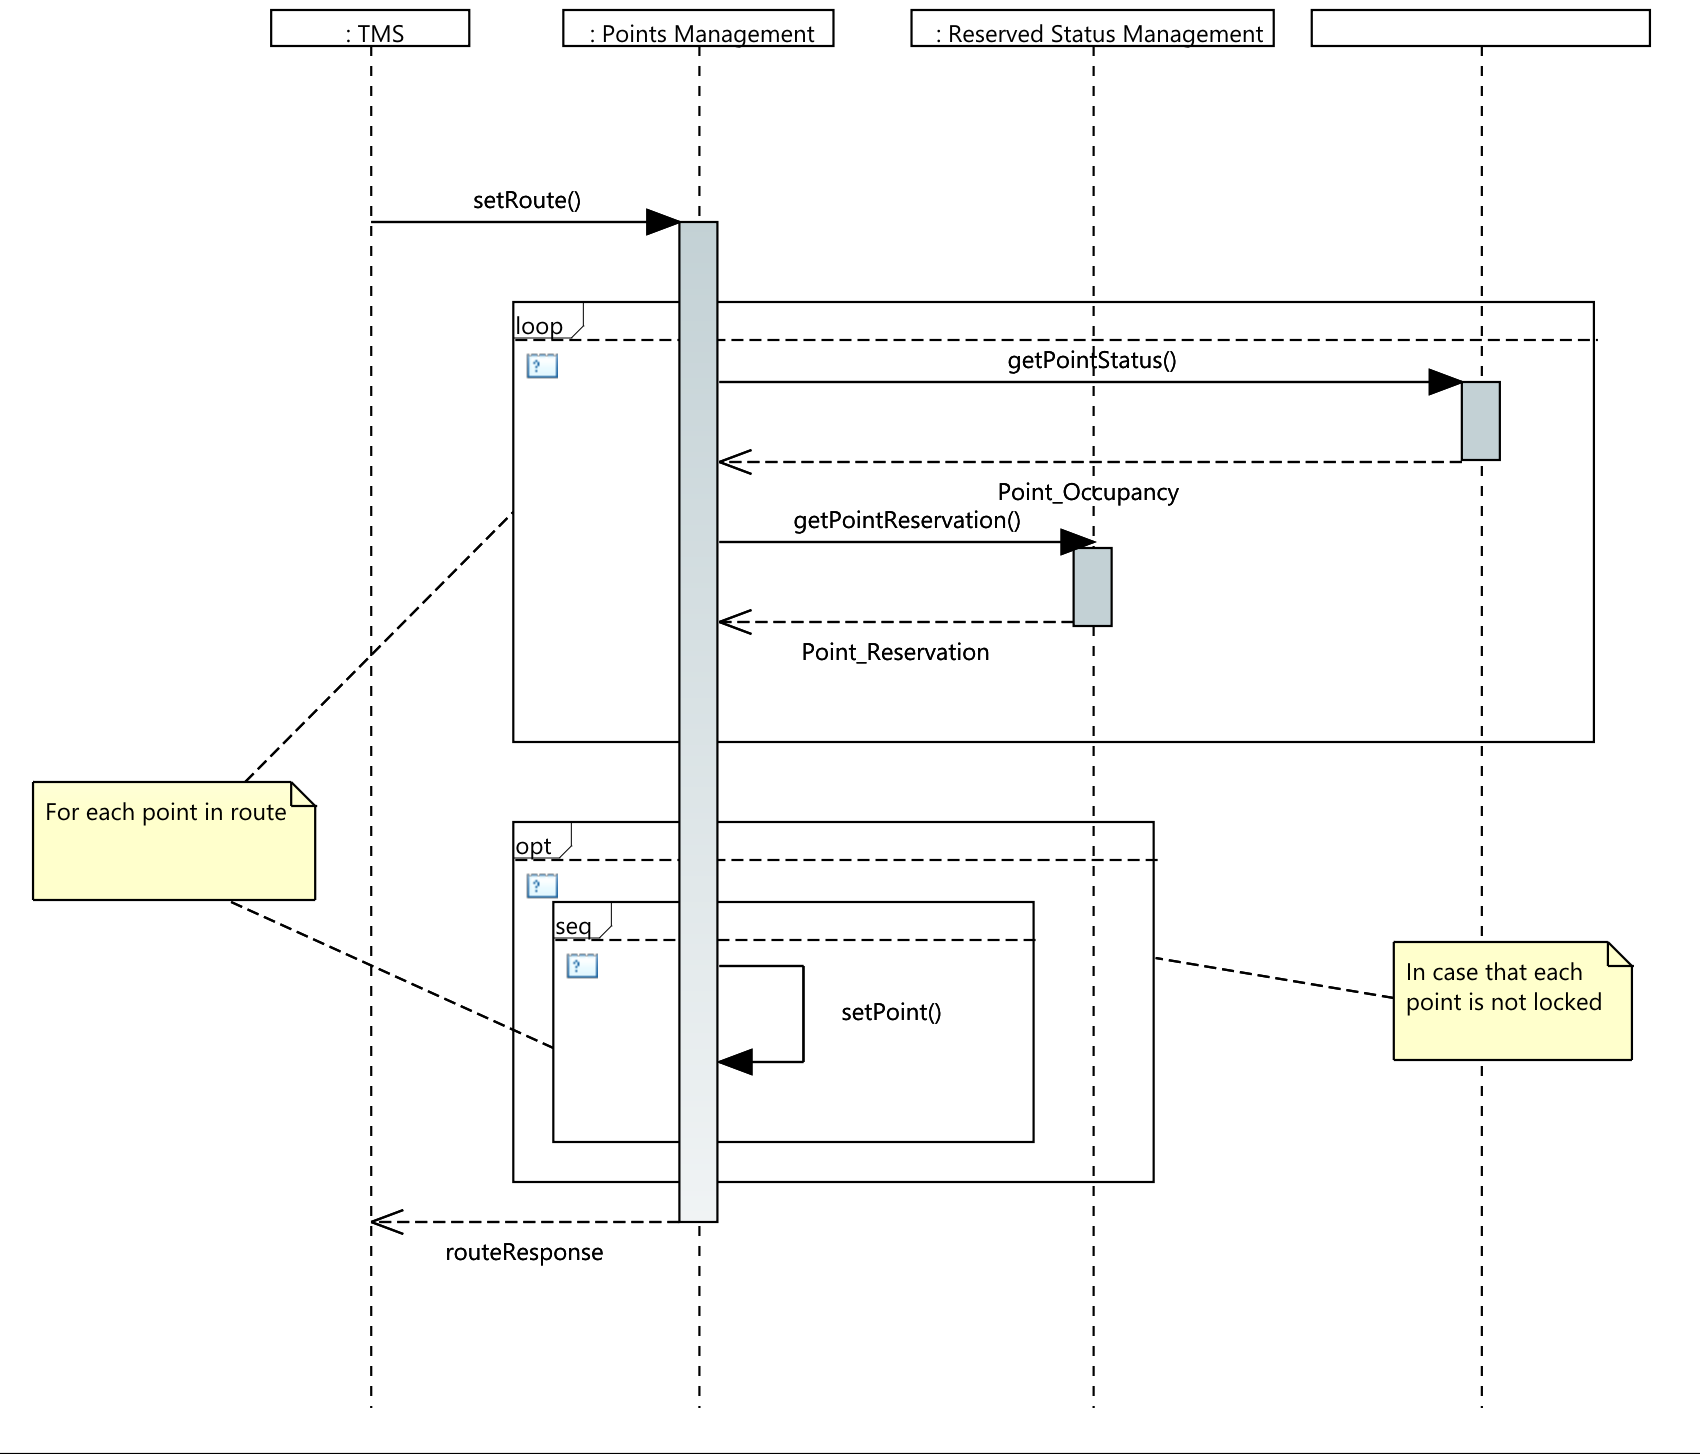 : TMS
: Points Management
: Reserved Status Management
setRoute()
loop
?
getPointStatus()
Point_Occupancy
getPointReservation()
Point_Reservation
For each point in route
opt
?
seq
?
setPoint()
In case that each
point is not locked
routeResponse